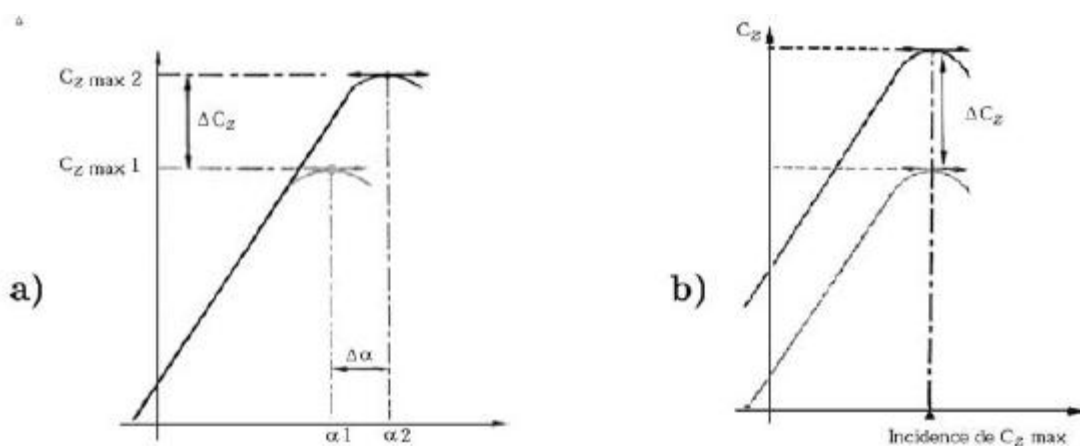 a)
C_z max 2
ΔC_z
C_z max 1
Δα
α1
α2
b)
C_z
ΔC_z
Incidence de C_z max